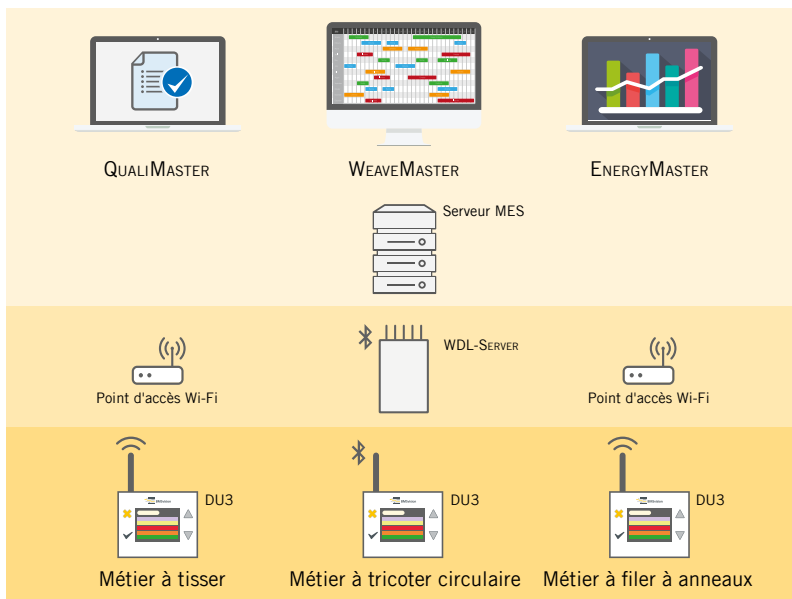 QUALIMASTER
WEAVEMASTER
ENERGYMASTER
Serveur MES
WDL-SERVER
Point d'accès Wi-Fi
Point d'accès Wi-Fi
DU3
DU3
DU3
Métier à tisser
Métier à tricoter circulaire
Métier à filer à anneaux